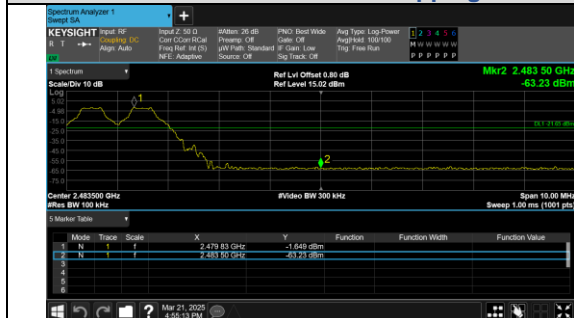 Spectrum Analyzer 1
Swept SA
KEYSIGHT Input: RF Input Z: 50 Ω #Atten: 26 dB PNO: Best Wide Avg Type: Log-Power 1 2 3 4 5 6
R T Coupling: DC Corr CCorr RCal Preamp: Off Gate: Off Avg|Hold: 100/100 M W W W W W
Align: Auto Freq Ref: Int (S) µW Path: Standard IF Gain: Low Trig: Free Run P P P P P P
NFE: Adaptive Source: Off Sig Track: Off
1 Spectrum Ref Lvl Offset 0.80 dB Mkr2 2.483 50 GHz
Scale/Div 10 dB Ref Level 15.02 dBm -63.23 dBm
Log
5.02
-4.98
-15.0
-25.0
-35.0
-45.0
-55.0
-65.0
-75.0
1
2
DL1 -21.65 dBm
Center 2.483500 GHz #Video BW 300 kHz Span 10.00 MHz
#Res BW 100 kHz Sweep 1.00 ms (1001 pts)
5 Marker Table
Mode Trace Scale X Y Function Function Width Function Value
1 N 1 f 2.479 83 GHz -1.649 dBm
2 N 1 f 2.483 50 GHz -63.23 dBm
3
4
5
6
? Mar 21, 2025
4:55:13 PM